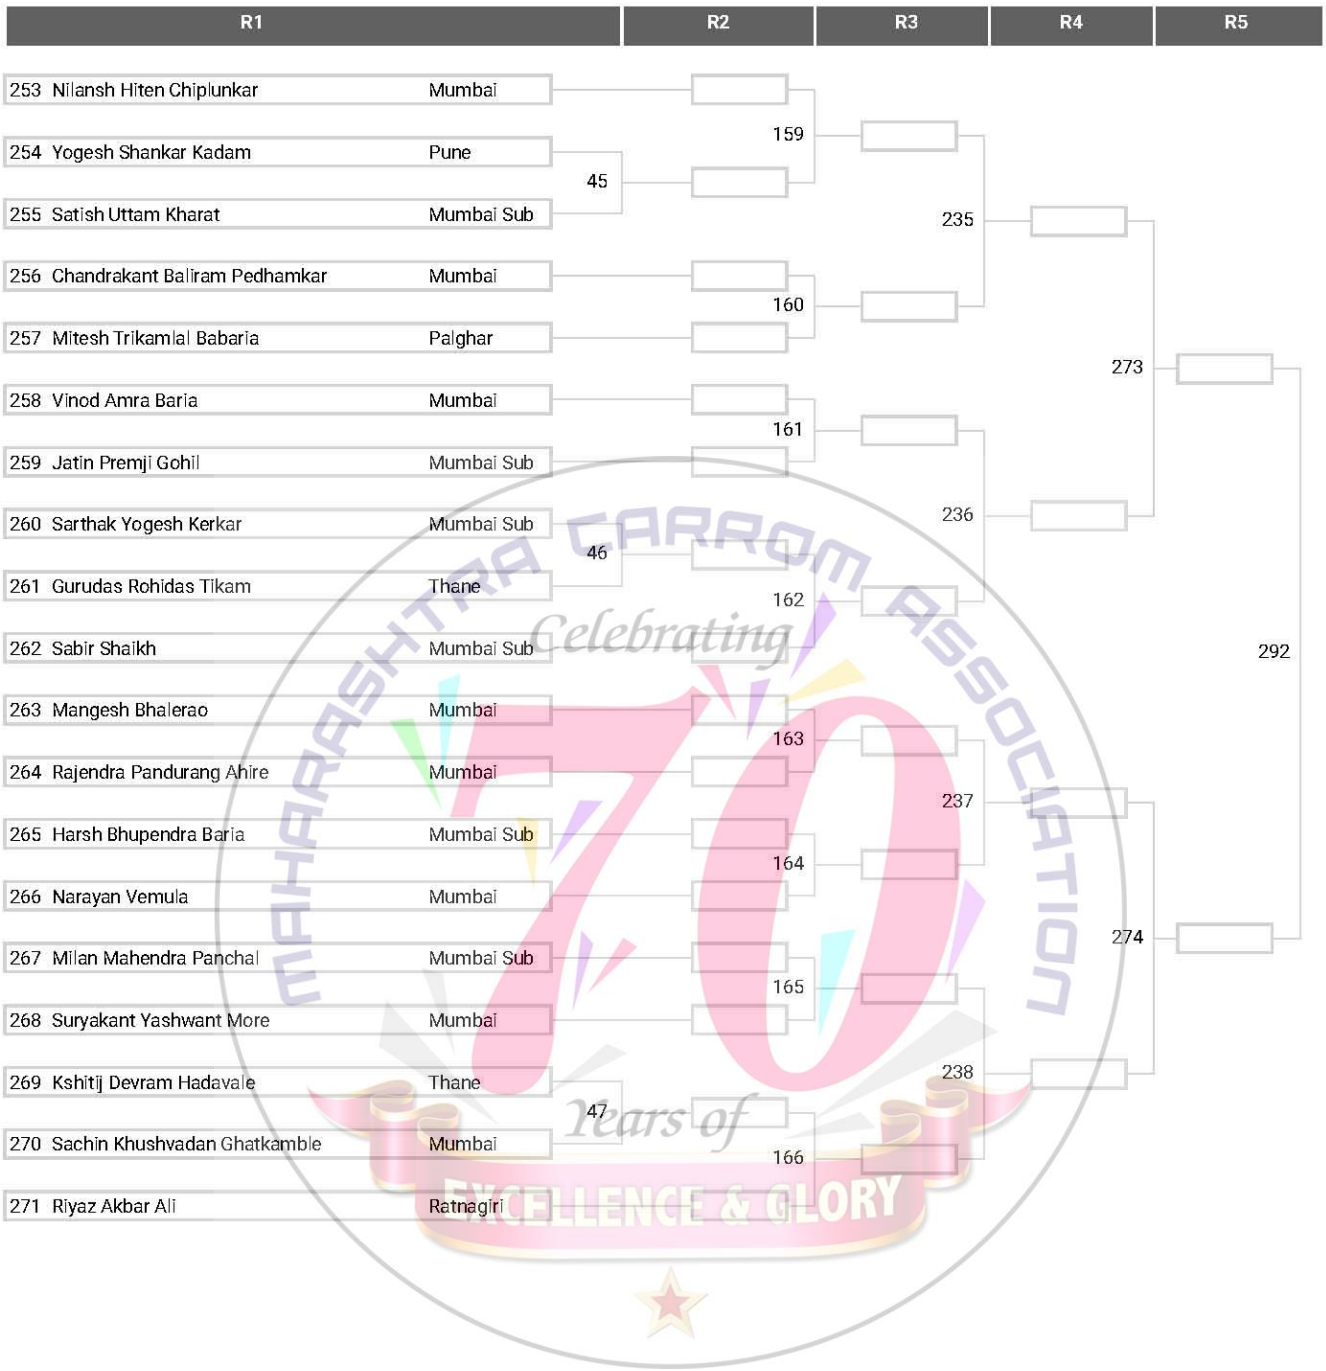 R1 R2 R3 R4 R5
253 Nilansh Hiten Chiplunkar Mumbai
159
254 Yogesh Shankar Kadam Pune
45
255 Satish Uttam Kharat Mumbai Sub
235
256 Chandrakant Baliram Pedhamkar Mumbai
160
257 Mitesh Trikamlal Babaria Palghar
273
258 Vinod Amra Baria Mumbai
161
259 Jatin Premji Gohil Mumbai Sub
236
260 Sarthak Yogesh Kerkar Mumbai Sub
46
261 Gurudas Rohidas Tikam Thane
162
262 Sabir Shaikh Mumbai Sub
292
263 Mangesh Bhalerao Mumbai
163
264 Rajendra Pandurang Ahire Mumbai
237
265 Harsh Bhupendra Baria Mumbai Sub
164
266 Narayan Vemula Mumbai
274
267 Milan Mahendra Panchal Mumbai Sub
165
268 Suryakant Yashwant More Mumbai
238
269 Kshitij Devram Hadavale Thane
47
270 Sachin Khushvadan Ghatkamble Mumbai
166
271 Riyaz Akbar Ali Ratnagiri
MAHARASHTRA CARROM ASSOCIATION
Celebrating
70
Years of
EXCELLENCE & GLORY